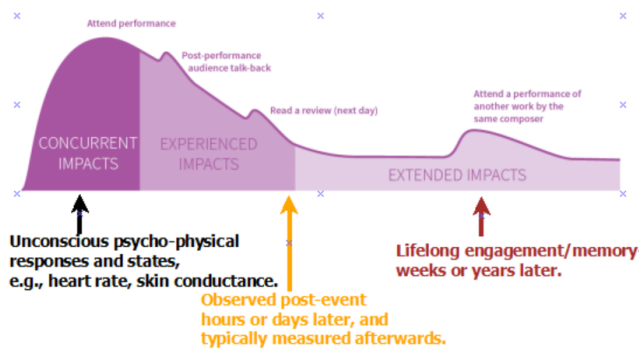 Attend performance
Post-performance
audience talk-back
Read a review (next day)
Attend a performance of
another work by the
same composer
CONCURRENT
IMPACTS
EXPERIENCED
IMPACTS
EXTENDED IMPACTS
Unconscious psycho-physical
responses and states,
e.g., heart rate, skin conductance.
Observed post-event
hours or days later, and
typically measured afterwards.
Lifelong engagement/memory-
weeks or years later.